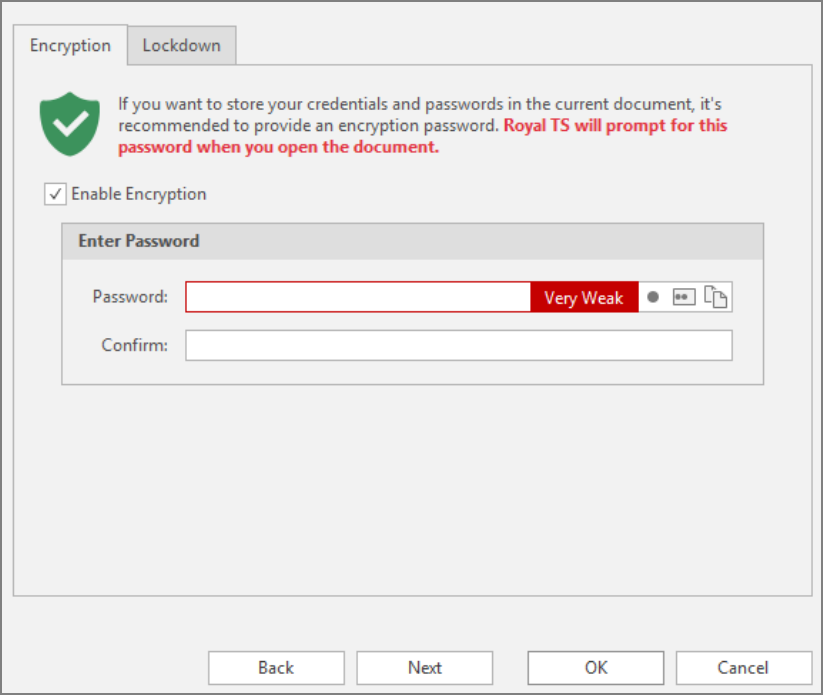 Encryption
Lockdown
If you want to store your credentials and passwords in the current document, it's
recommended to provide an encryption password. Royal TS will prompt for this
password when you open the document.
Enable Encryption
Enter Password
Password:
Very Weak
Confirm:
Back
Next
OK
Cancel